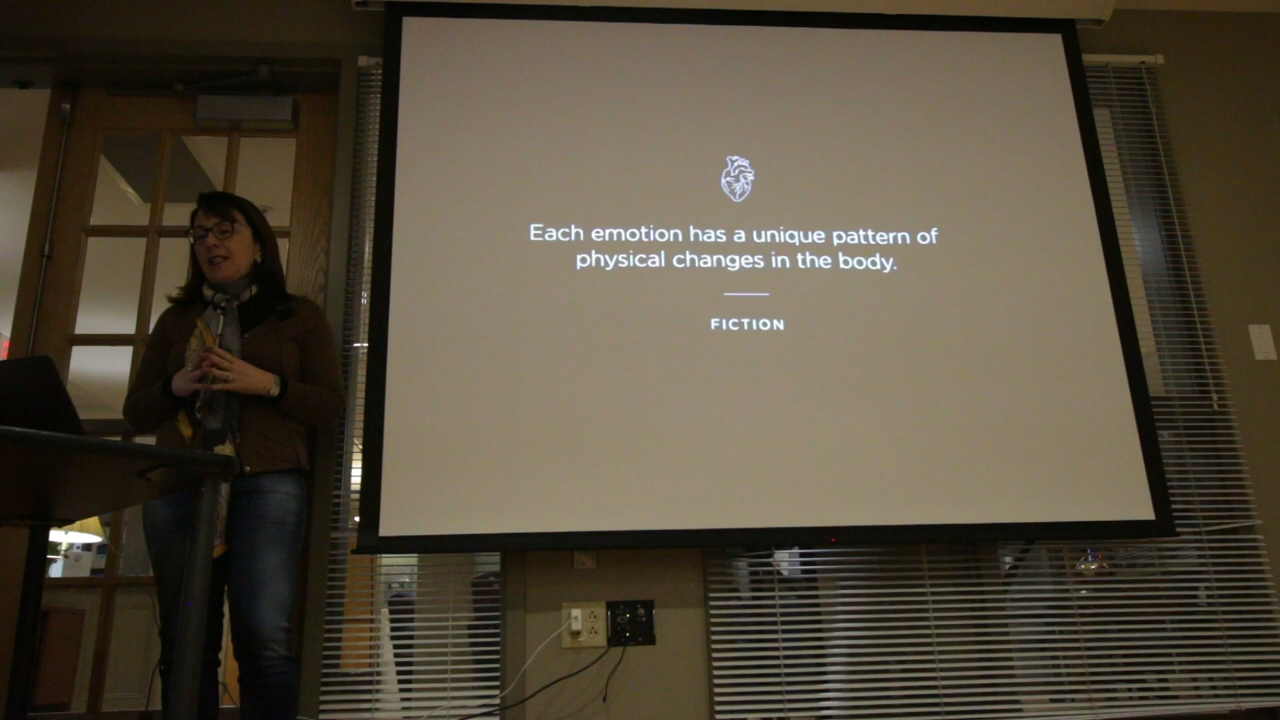 Each emotion has a unique pattern of
physical changes in the body.
FICTION